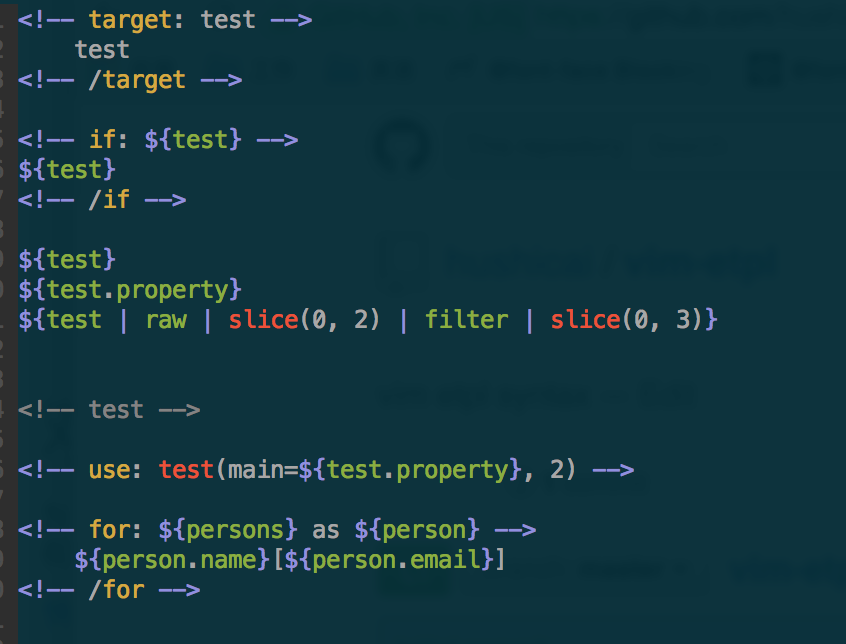 <!-- target: test -->
test
<!-- /target -->
<!-- if: ${test} -->
${test}
<!-- /if -->
${test}
${test.property}
${test | raw | slice(0, 2) | filter | slice(0, 3)}
<!-- test -->
<!-- use: test(main=${test.property}, 2) -->
<!-- for: ${persons} as ${person} -->
${person.name}[${person.email}]
<!-- /for -->